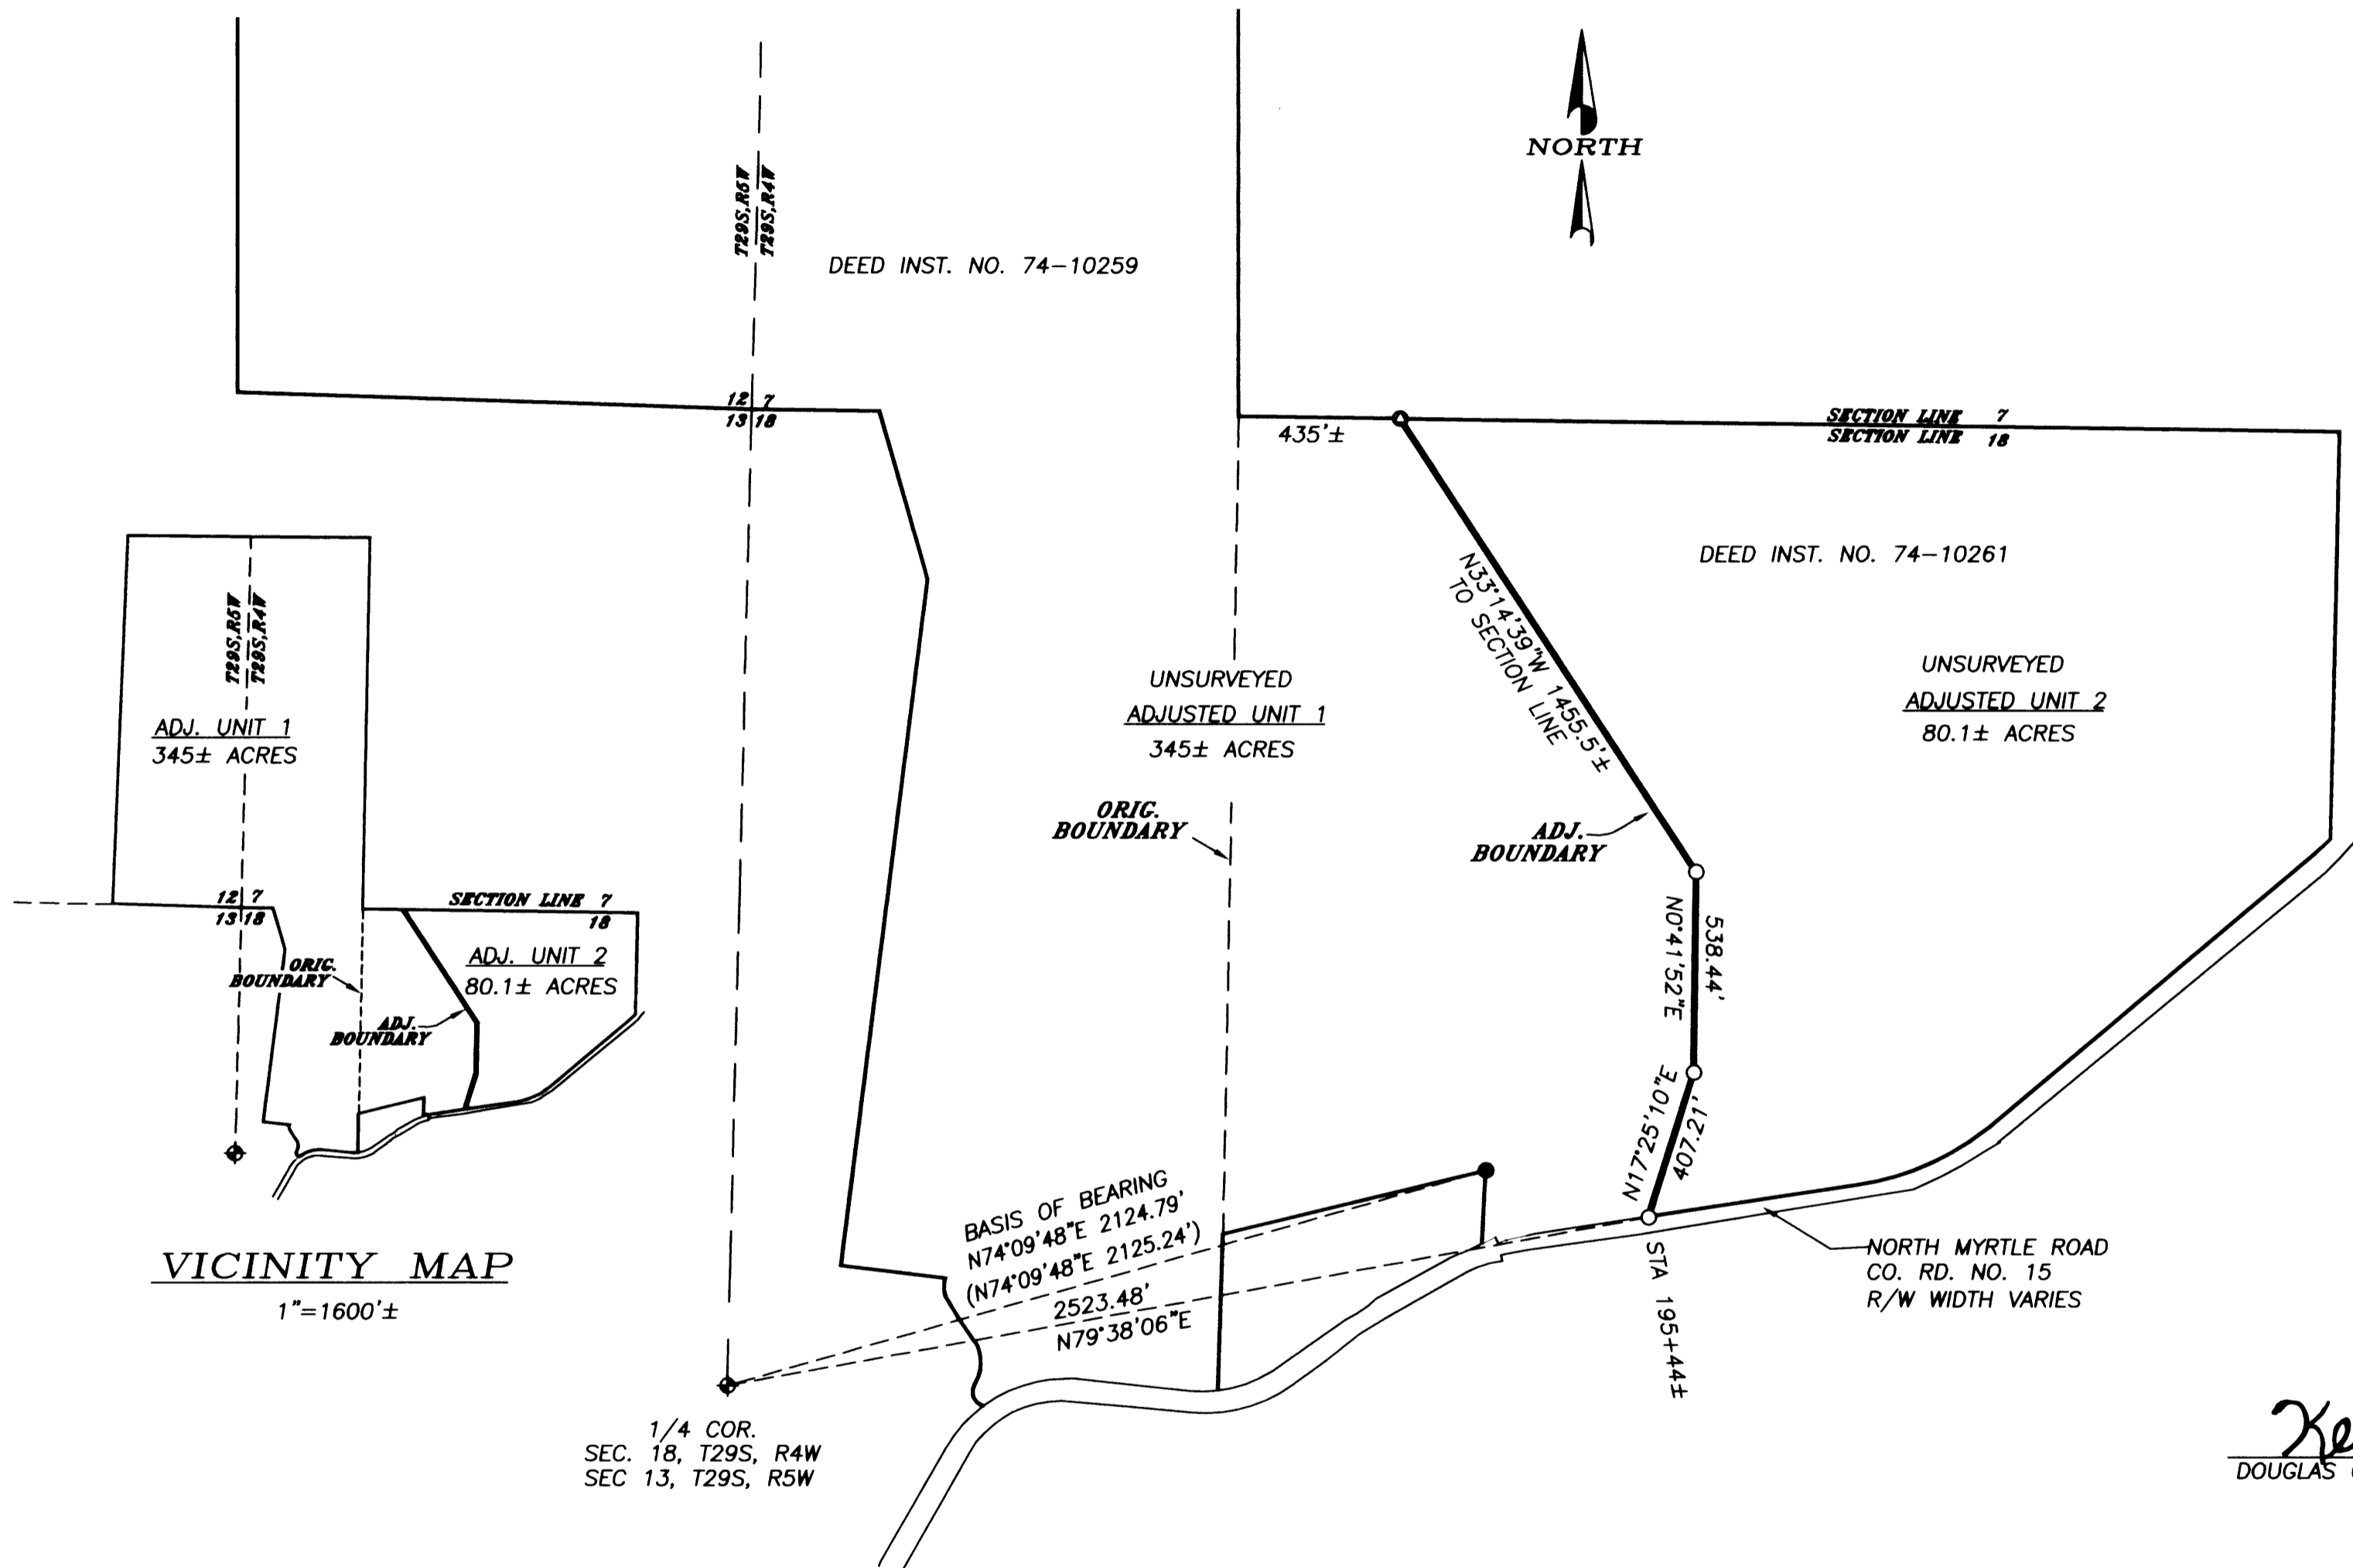 NORTH
T29S,R5W
T29S,R4W
DEED INST. NO. 74-10259
12 7
13 18
435'±
SECTION LINE 7
SECTION LINE 18
DEED INST. NO. 74-10261
N33°14'39"W 1455.5'±
TO SECTION LINE
UNSURVEYED
ADJUSTED UNIT 1
345± ACRES
UNSURVEYED
ADJUSTED UNIT 2
80.1± ACRES
ORIG.
BOUNDARY
ADJ.
BOUNDARY
538.44'
N0°41'52"E
N17°25'10"E
407.21'
BASIS OF BEARING
N74°09'48"E 2124.79'
(N74°09'48"E 2125.24')
2523.48'
N79°38'06"E
STA 195+44±
NORTH MYRTLE ROAD
CO. RD. NO. 15
R/W WIDTH VARIES
1/4 COR.
SEC. 18, T29S, R4W
SEC 13, T29S, R5W
T29S,R5W
T29S,R4W
ADJ. UNIT 1
345± ACRES
12 7
13 18
SECTION LINE 7
18
ORIG.
BOUNDARY
ADJ. UNIT 2
80.1± ACRES
ADJ.
BOUNDARY
VICINITY MAP
1"=1600'±
Ke
DOUGLAS